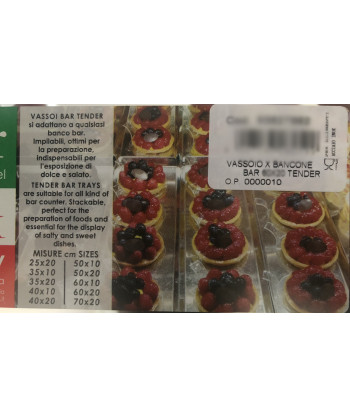 VASSOI BAR TENDER
si adattano a qualsiasi
banco bar.
Impilabili, ottimi per
la preparazione,
indispensabili per
l'esposizione di
dolce e salato.
TENDER BAR TRAYS
are suitable for all kind of
bar counter. Stackable,
perfect for the
preparation of foods and
essential for the display
of salty and sweet
dishes.
MISURE cm SIZES
25x20 50x10
35x10 50x20
35x20 60x10
40x10 60x20
40x20 70x20
VASSOIO X BANCONE
BAR 60X20 TENDER
O P 0000010